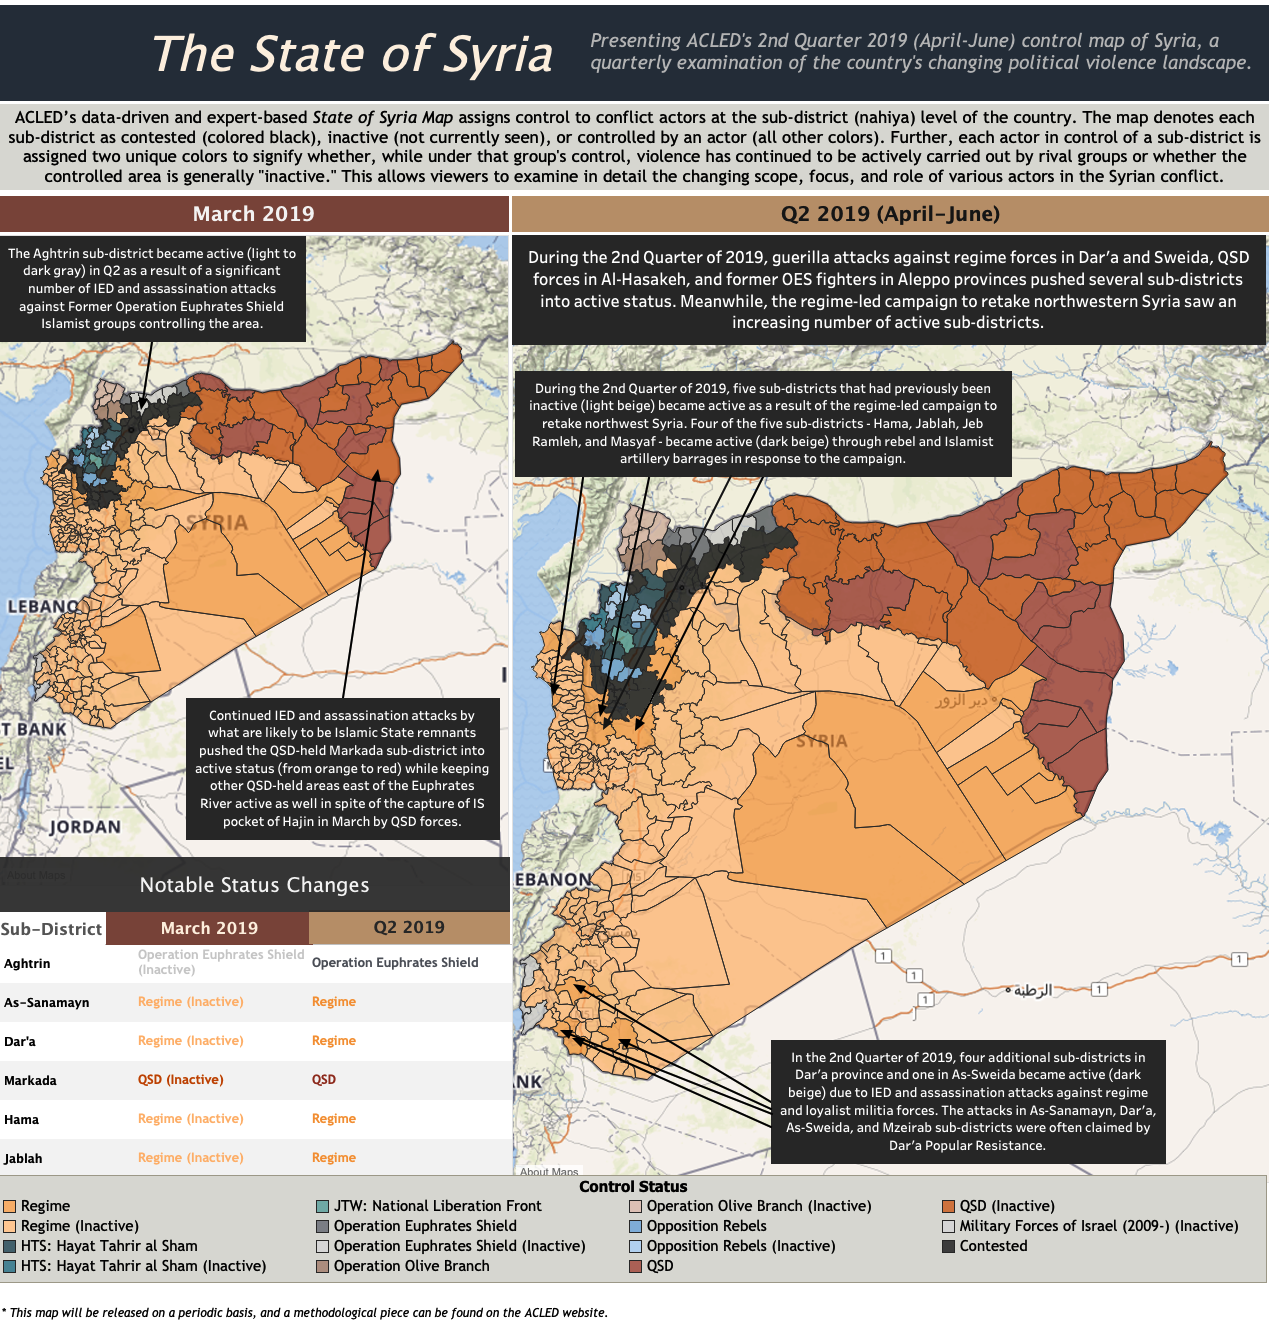 The State of Syria
Presenting ACLED's 2nd Quarter 2019 (April-June) control map of Syria, a
quarterly examination of the country's changing political violence landscape.
ACLED's data-driven and expert-based State of Syria Map assigns control to conflict actors at the sub-district (nahiya) level of the country. The map denotes each
sub-district as contested (colored black), inactive (not currently seen), or controlled by an actor (all other colors). Further, each actor in control of a sub-district is
assigned two unique colors to signify whether, while under that group's control, violence has continued to be actively carried out by rival groups or whether the
controlled area is generally "inactive." This allows viewers to examine in detail the changing scope, focus, and role of various actors in the Syrian conflict.
March 2019
Q2 2019 (April-June)
The Aghtrin sub-district became active (light to
dark gray) in Q2 as a result of a significant
number of IED and assassination attacks
against Former Operation Euphrates Shield
Islamist groups controlling the area.
During the 2nd Quarter of 2019, guerilla attacks against regime forces in Dar'a and Sweida, QSD
forces in Al-Hasakeh, and former OES fighters in Aleppo provinces pushed several sub-districts
into active status. Meanwhile, the regime-led campaign to retake northwestern Syria saw an
increasing number of active sub-districts.
During the 2nd Quarter of 2019, five sub-districts that had previously been
inactive (light beige) became active as a result of the regime-led campaign to
retake northwest Syria. Four of the five sub-districts - Hama, Jablah, Jeb
Ramleh, and Masyaf - became active (dark beige) through rebel and Islamist
artillery barrages in response to the campaign.
SYRIA
LEBANO
T BANK
EL
JORDAN
Continued IED and assassination attacks by
what are likely to be Islamic State remnants
pushed the QSD-held Markada sub-district into
active status (from orange to red) while keeping
other QSD-held areas east of the Euphrates
River active as well in spite of the capture of IS
pocket of Hajin in March by QSD forces.
About Maps
دير الزور
SYRIA
EBANON
M5
دمشق
M5
M5
1
1
1
1
1
الرطبة
ANK
In the 2nd Quarter of 2019, four additional sub-districts in
Dar'a province and one in As-Sweida became active (dark
beige) due to IED and assassination attacks against regime
and loyalist militia forces. The attacks in As-Sanamayn, Dar'a,
As-Sweida, and Mzeirab sub-districts were often claimed by
Dar'a Popular Resistance.
About Maps
Notable Status Changes
Sub-District March 2019 Q2 2019
Aghtrin Operation Euphrates Shield (Inactive) Operation Euphrates Shield
As-Sanamayn Regime (Inactive) Regime
Dar'a Regime (Inactive) Regime
Markada QSD (Inactive) QSD
Hama Regime (Inactive) Regime
Jablah Regime (Inactive) Regime
Control Status
Regime
Regime (Inactive)
HTS: Hayat Tahrir al Sham
HTS: Hayat Tahrir al Sham (Inactive)
JTW: National Liberation Front
Operation Euphrates Shield
Operation Euphrates Shield (Inactive)
Operation Olive Branch
Operation Olive Branch (Inactive)
Opposition Rebels
Opposition Rebels (Inactive)
QSD
QSD (Inactive)
Military Forces of Israel (2009-) (Inactive)
Contested
* This map will be released on a periodic basis, and a methodological piece can be found on the ACLED website.